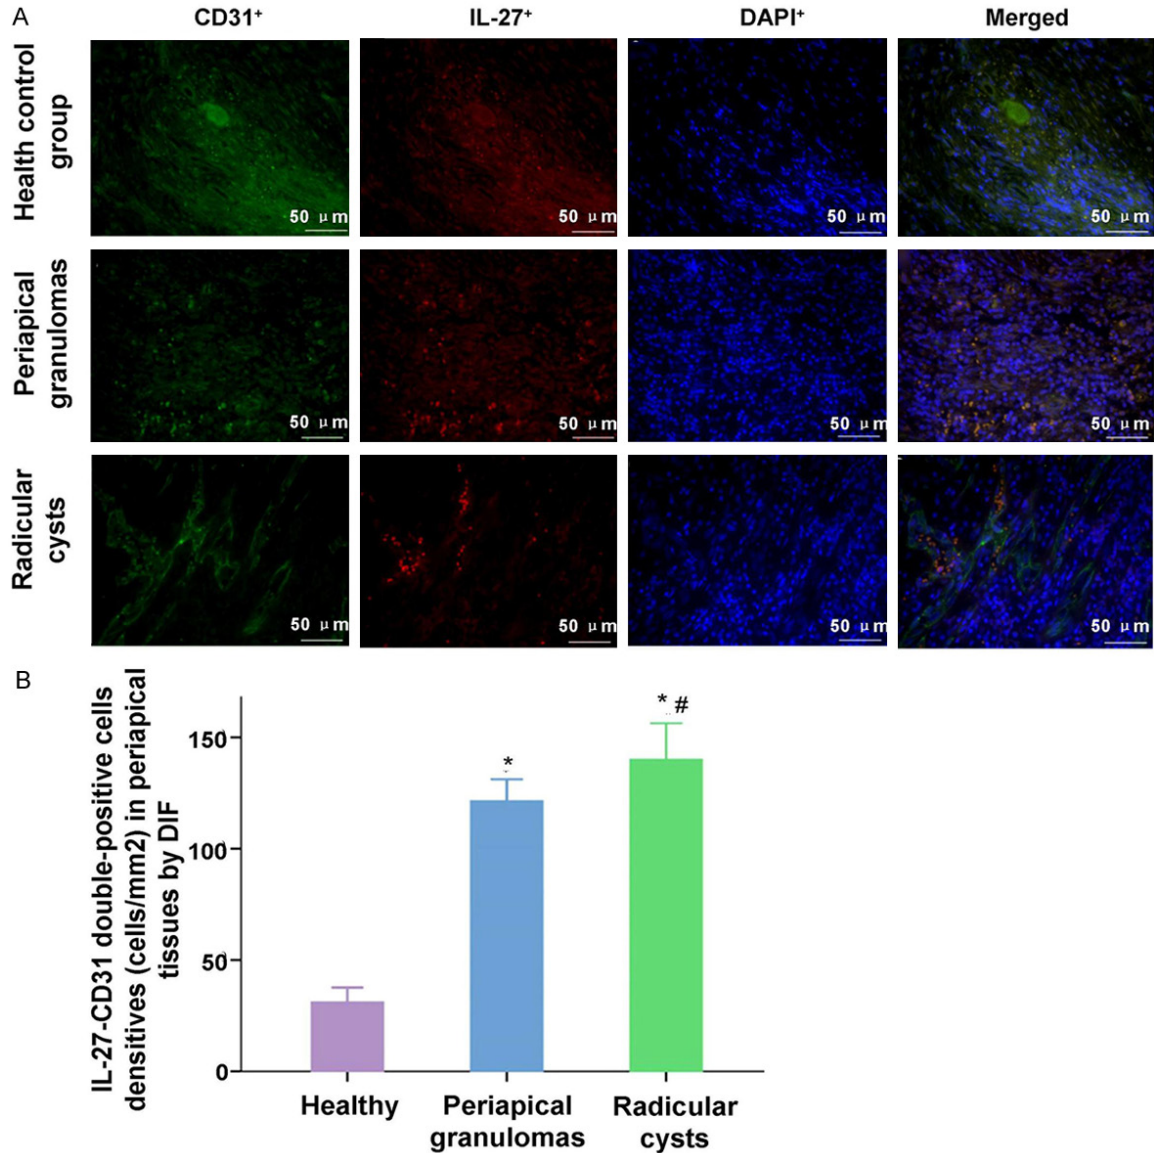 A
CD31⁺ IL-27⁺ DAPI⁺ Merged
Health control
group
50 μm 50 μm 50 μm 50 μm
Periapical
granulomas
50 μm 50 μm 50 μm 50 μm
Radicular
cysts
50 μm 50 μm 50 μm 50 μm
B
IL-27-CD31 double-positive cells
densitives (cells/mm2) in periapical
tissues by DIF
150
100
50
0
*
* #
Healthy
Periapical
granulomas
Radicular
cysts